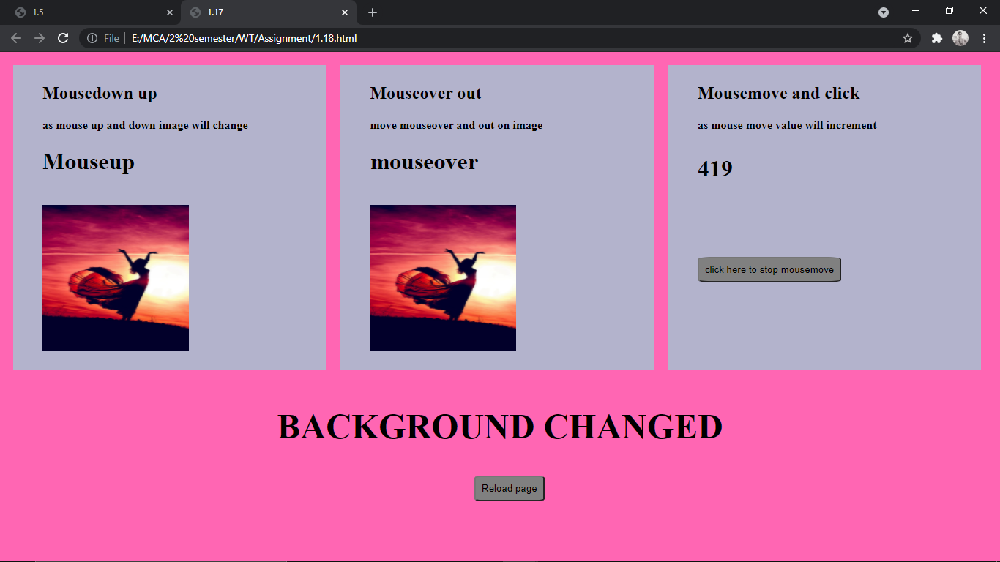 1.5
1.17
File
E:/MCA/2%20semester/WT/Assignment/1.18.html
Mousedown up
as mouse up and down image will change
Mouseup
Mouseover out
move mouseover and out on image
mouseover
Mousemove and click
as mouse move value will increment
419
click here to stop mousemove
BACKGROUND CHANGED
Reload page